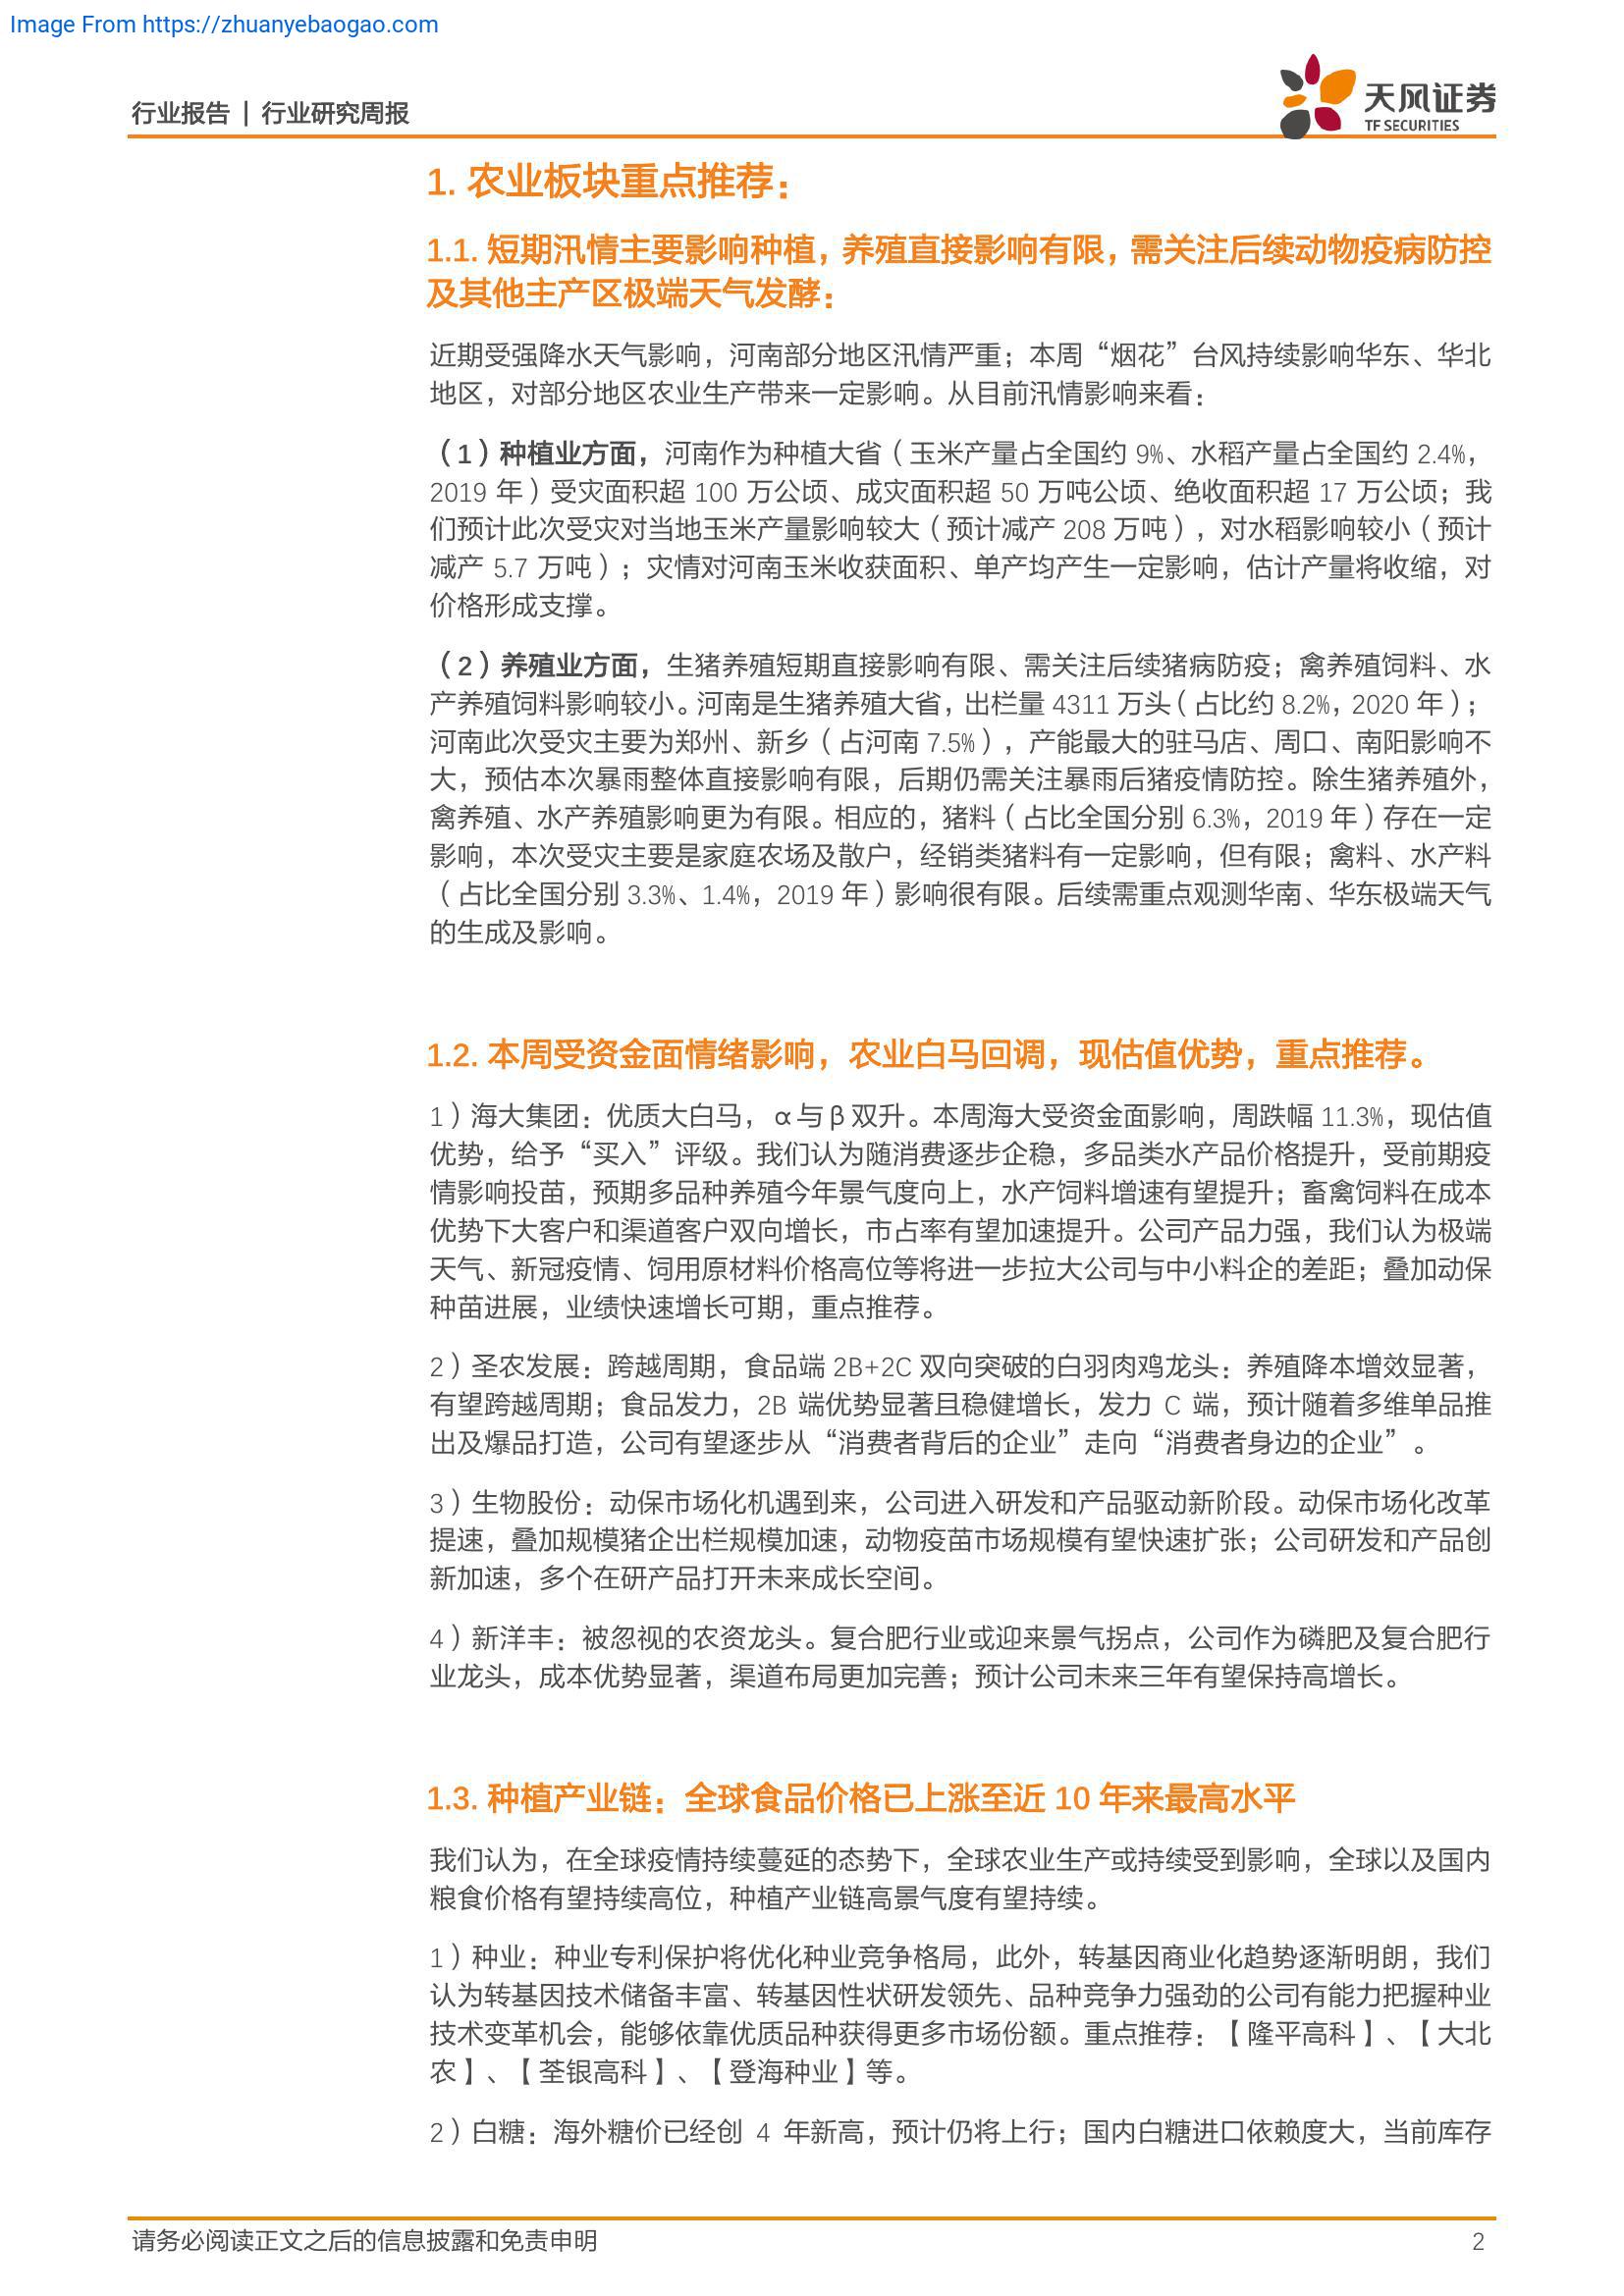 Image From https://zhuanyebaogao.com
行业报告 | 行业研究周报
天风证券
TF SECURITIES
1. 农业板块重点推荐：
1.1. 短期汛情主要影响种植，养殖直接影响有限，需关注后续动物疫病防控
及其他主产区极端天气发酵：
近期受强降水天气影响，河南部分地区汛情严重；本周“烟花”台风持续影响华东、华北
地区，对部分地区农业生产带来一定影响。从目前汛情影响来看：
（1）种植业方面，河南作为种植大省（玉米产量占全国约 9%、水稻产量占全国约 2.4%，
2019 年）受灾面积超 100 万公顷、成灾面积超 50 万吨公顷、绝收面积超 17 万公顷；我
们预计此次受灾对当地玉米产量影响较大（预计减产 208 万吨），对水稻影响较小（预计
减产 5.7 万吨）；灾情对河南玉米收获面积、单产均产生一定影响，估计产量将收缩，对
价格形成支撑。
（2）养殖业方面，生猪养殖短期直接影响有限、需关注后续猪病防疫；禽养殖饲料、水
产养殖饲料影响较小。河南是生猪养殖大省，出栏量 4311 万头（占比约 8.2%，2020 年）；
河南此次受灾主要为郑州、新乡（占河南 7.5%），产能最大的驻马店、周口、南阳影响不
大，预估本次暴雨整体直接影响有限，后期仍需关注暴雨后猪疫情防控。除生猪养殖外，
禽养殖、水产养殖影响更为有限。相应的，猪料（占比全国分别 6.3%，2019 年）存在一定
影响，本次受灾主要是家庭农场及散户，经销类猪料有一定影响，但有限；禽料、水产料
（占比全国分别 3.3%、1.4%，2019 年）影响很有限。后续需重点观测华南、华东极端天气
的生成及影响。
1.2. 本周受资金面情绪影响，农业白马回调，现估值优势，重点推荐。
1）海大集团：优质大白马，α与β双升。本周海大受资金面影响，周跌幅 11.3%，现估值
优势，给予“买入”评级。我们认为随消费逐步企稳，多品类水产品价格提升，受前期疫
情影响投苗，预期多品种养殖今年景气度向上，水产饲料增速有望提升；畜禽饲料在成本
优势下大客户和渠道客户双向增长，市占率有望加速提升。公司产品力强，我们认为极端
天气、新冠疫情、饲用原材料价格高位等将进一步拉大公司与中小料企的差距；叠加动保
种苗进展，业绩快速增长可期，重点推荐。
2）圣农发展：跨越周期，食品端 2B+2C 双向突破的白羽肉鸡龙头：养殖降本增效显著，
有望跨越周期；食品发力，2B 端优势显著且稳健增长，发力 C 端，预计随着多维单品推
出及爆品打造，公司有望逐步从“消费者背后的企业”走向“消费者身边的企业”。
3）生物股份：动保市场化机遇到来，公司进入研发和产品驱动新阶段。动保市场化改革
提速，叠加规模猪企出栏规模加速，动物疫苗市场规模有望快速扩张；公司研发和产品创
新加速，多个在研产品打开未来成长空间。
4）新洋丰：被忽视的农资龙头。复合肥行业或迎来景气拐点，公司作为磷肥及复合肥行
业龙头，成本优势显著，渠道布局更加完善；预计公司未来三年有望保持高增长。
1.3. 种植产业链：全球食品价格已上涨至近 10 年来最高水平
我们认为，在全球疫情持续蔓延的态势下，全球农业生产或持续受到影响，全球以及国内
粮食价格有望持续高位，种植产业链高景气度有望持续。
1）种业：种业专利保护将优化种业竞争格局，此外，转基因商业化趋势逐渐明朗，我们
认为转基因技术储备丰富、转基因性状研发领先、品种竞争力强劲的公司有能力把握种业
技术变革机会，能够依靠优质品种获得更多市场份额。重点推荐：【隆平高科】、【大北
农】、【荃银高科】、【登海种业】等。
2）白糖：海外糖价已经创 4 年新高，预计仍将上行；国内白糖进口依赖度大，当前库存
请务必阅读正文之后的信息披露和免责申明
2